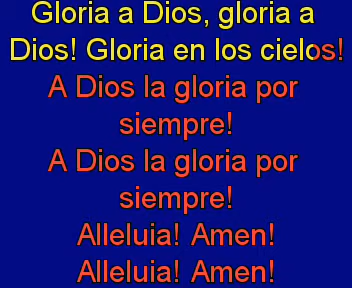 Gloria a Dios, gloria a
Dios! Gloria en los cielos!
A Dios la gloria por
siempre!
A Dios la gloria por
siempre!
Alleluia! Amen!
Alleluia! Amen!